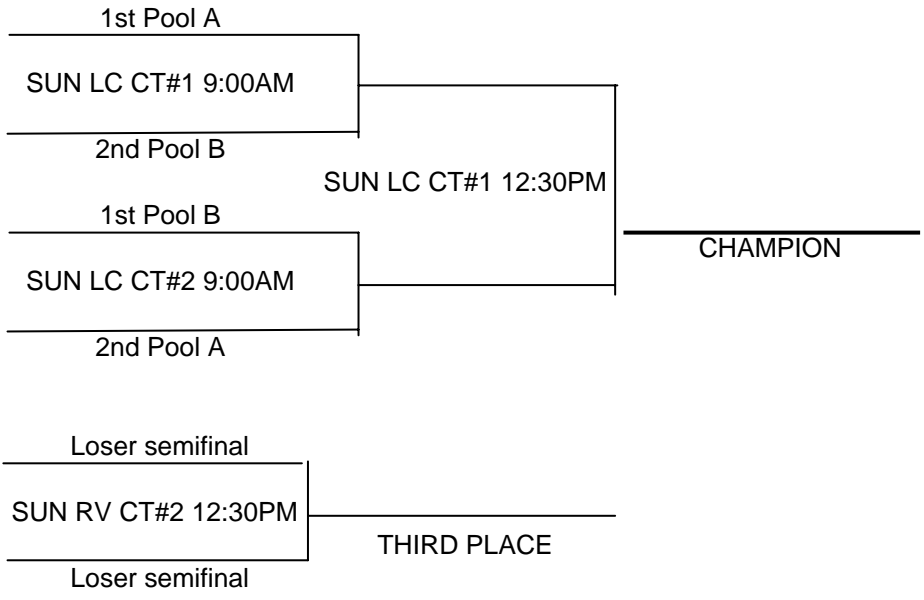 1st Pool A
SUN LC CT#1 9:00AM
2nd Pool B
SUN LC CT#1 12:30PM
1st Pool B
CHAMPION
SUN LC CT#2 9:00AM
2nd Pool A
Loser semifinal
SUN RV CT#2 12:30PM
THIRD PLACE
Loser semifinal